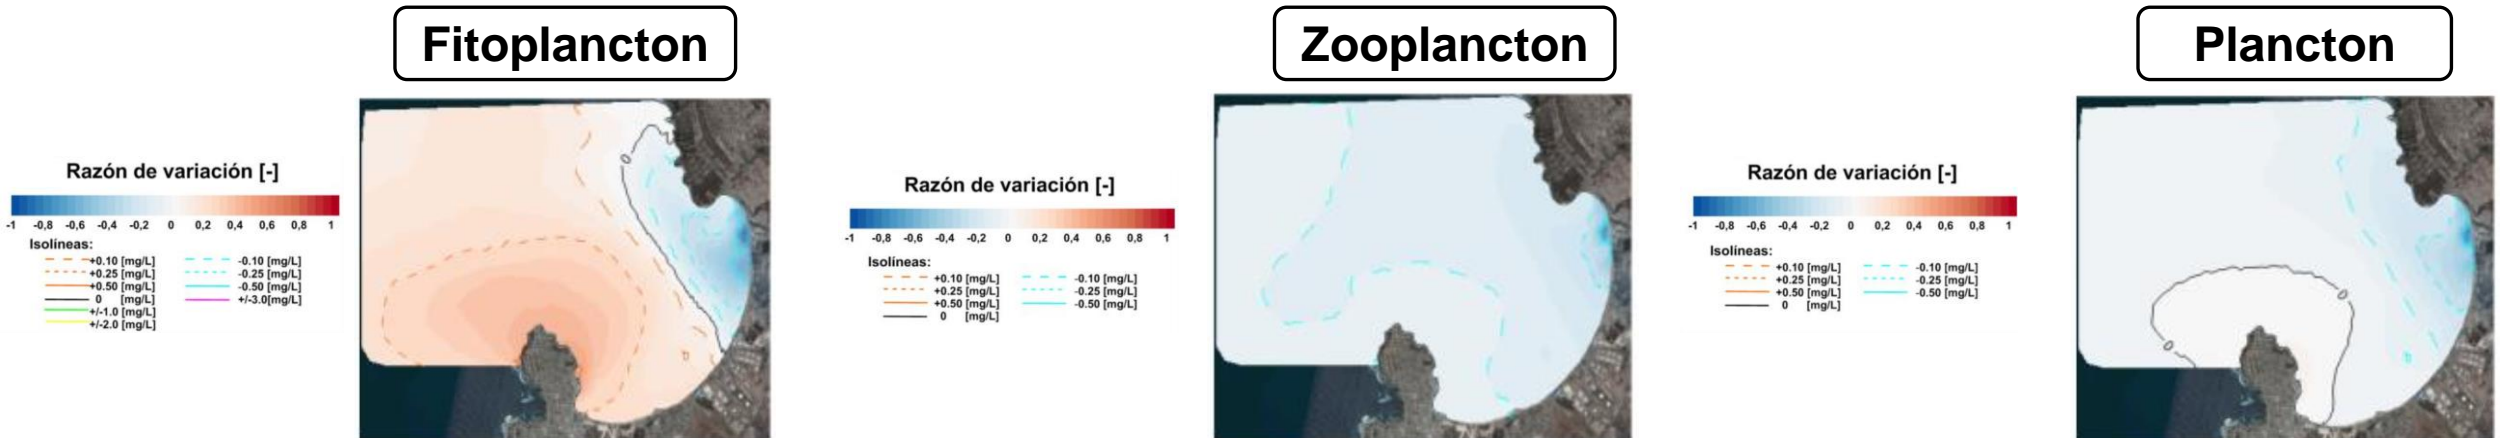 Fitoplancton
Razón de variación [-]
-1 -0,8 -0,6 -0,4 -0,2 0 0,2 0,4 0,6 0,8 1
Isolíneas:
+0.10 [mg/L] -0.10 [mg/L]
+0.25 [mg/L] -0.25 [mg/L]
+0.50 [mg/L] -0.50 [mg/L]
0 [mg/L] +/-3.0[mg/L]
+/-1.0 [mg/L]
+/-2.0 [mg/L]
0
Zooplancton
Razón de variación [-]
-1 -0,8 -0,6 -0,4 -0,2 0 0,2 0,4 0,6 0,8 1
Isolíneas:
+0.10 [mg/L] -0.10 [mg/L]
+0.25 [mg/L] -0.25 [mg/L]
+0.50 [mg/L] -0.50 [mg/L]
0 [mg/L]
Plancton
Razón de variación [-]
-1 -0,8 -0,6 -0,4 -0,2 0 0,2 0,4 0,6 0,8 1
Isolíneas:
+0.10 [mg/L] -0.10 [mg/L]
+0.25 [mg/L] -0.25 [mg/L]
+0.50 [mg/L] -0.50 [mg/L]
0 [mg/L]
0
0